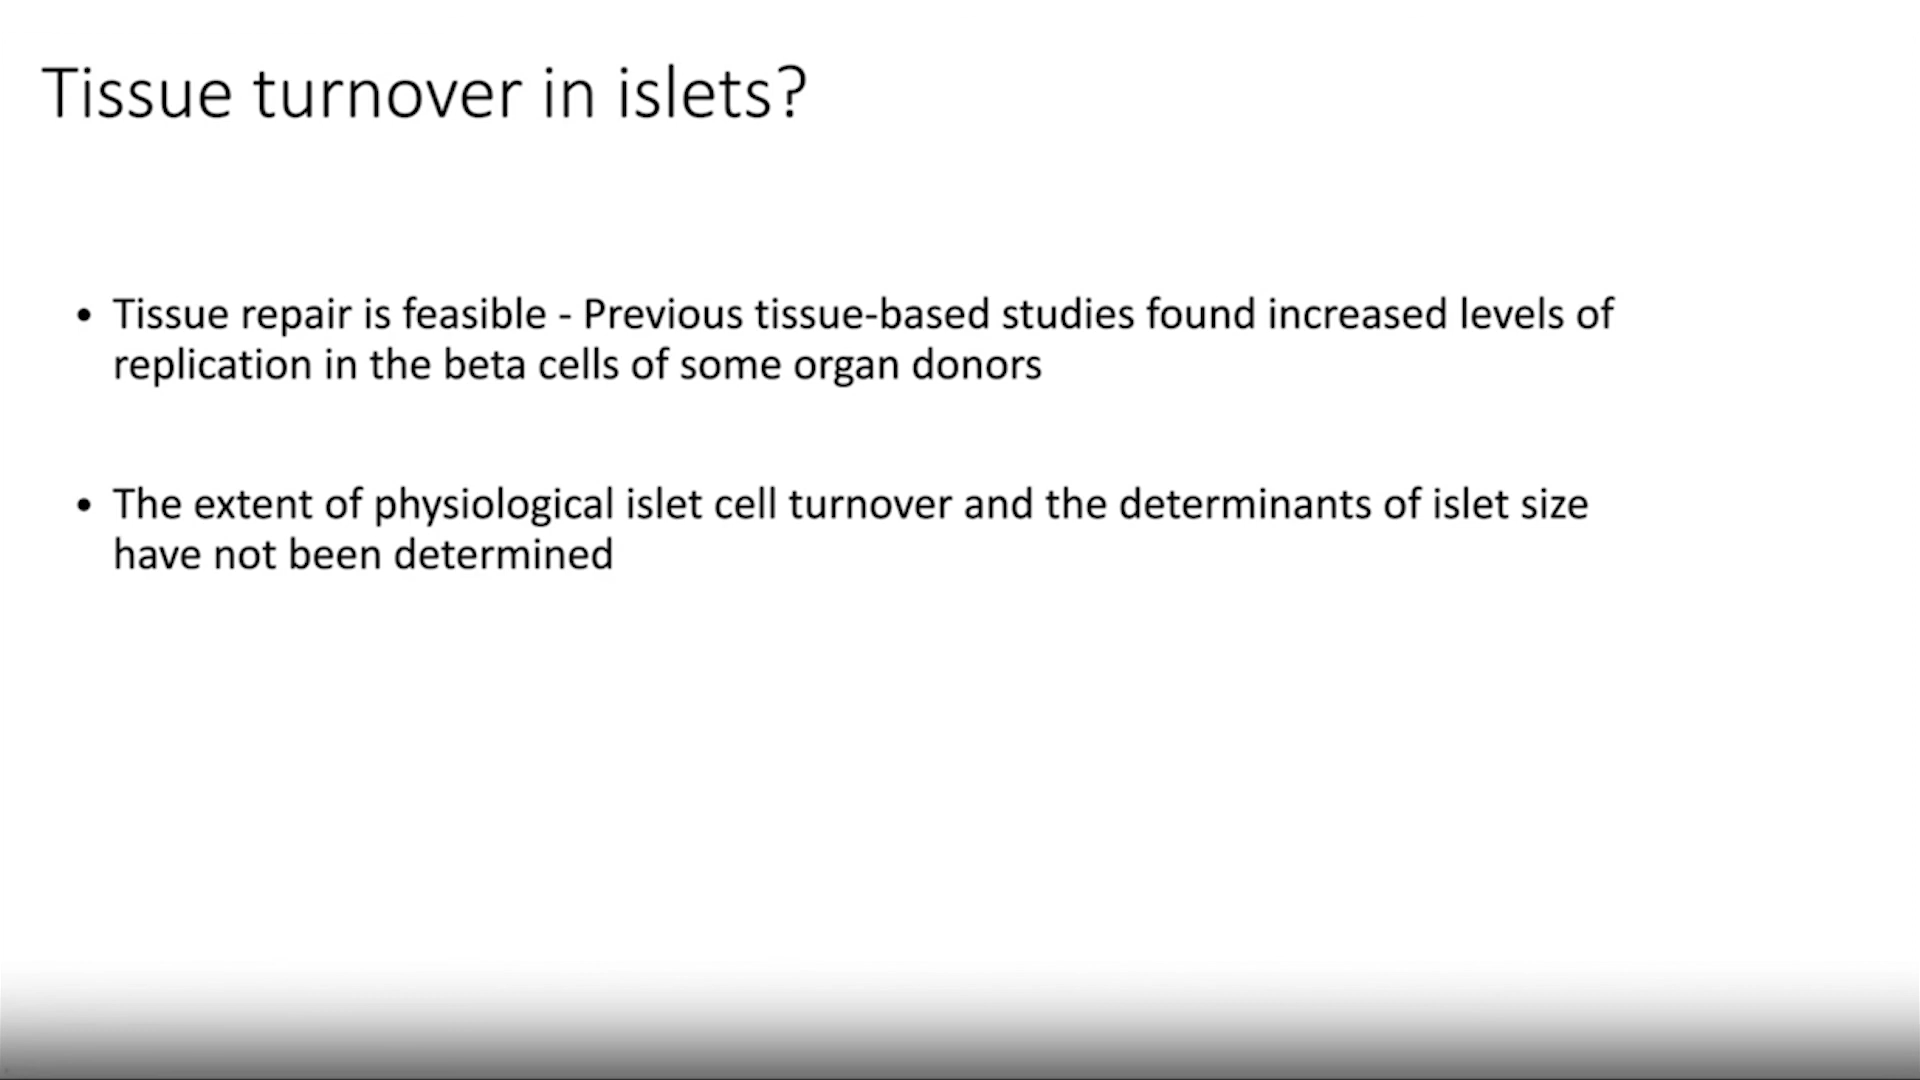 Tissue turnover in islets?
• Tissue repair is feasible - Previous tissue-based studies found increased levels of
replication in the beta cells of some organ donors
• The extent of physiological islet cell turnover and the determinants of islet size
have not been determined